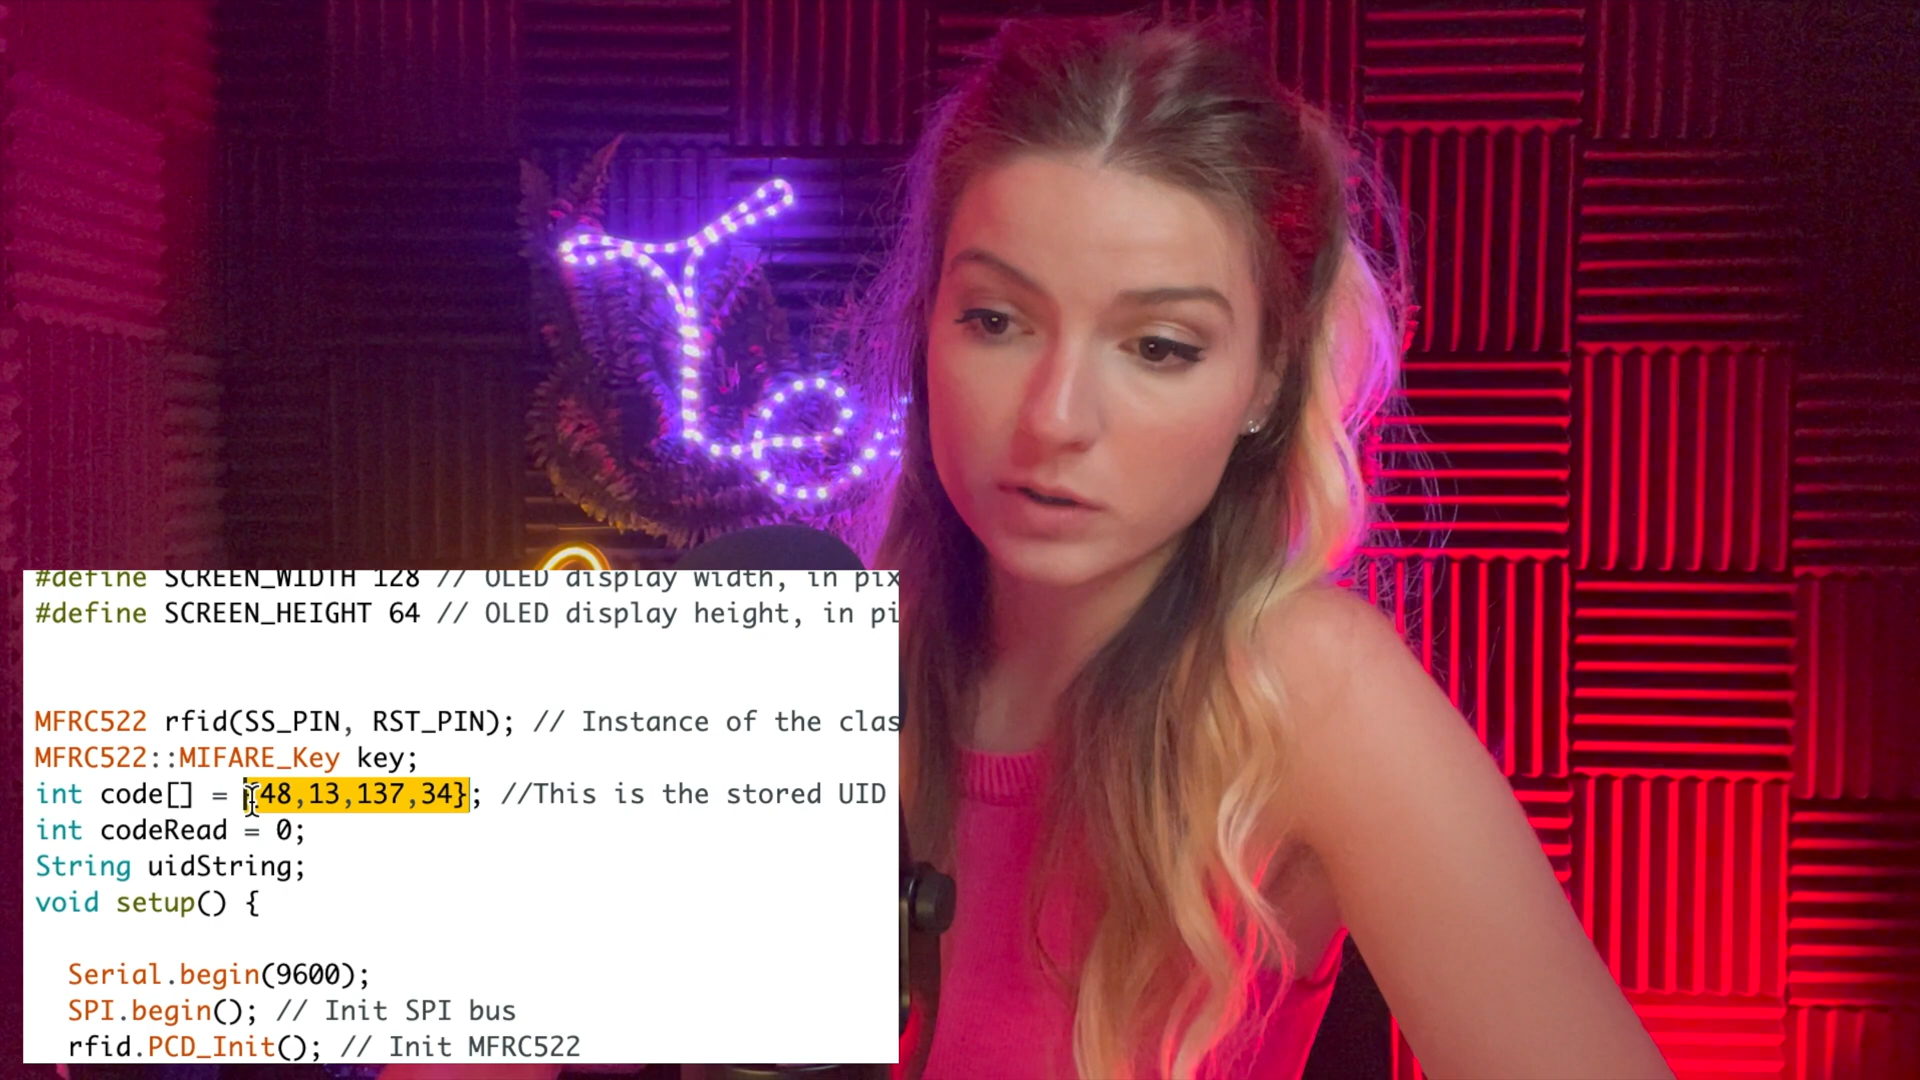 Te
#define SCREEN_WIDTH 128 // OLED display width, in pix
#define SCREEN_HEIGHT 64 // OLED display height, in pi
MFRC522 rfid(SS_PIN, RST_PIN); // Instance of the clas
MFRC522::MIFARE_Key key;
int code[] = {48,13,137,34}; //This is the stored UID
int codeRead = 0;
String uidString;
void setup() {
Serial.begin(9600);
SPI.begin(); // Init SPI bus
rfid.PCD_Init(); // Init MFRC522